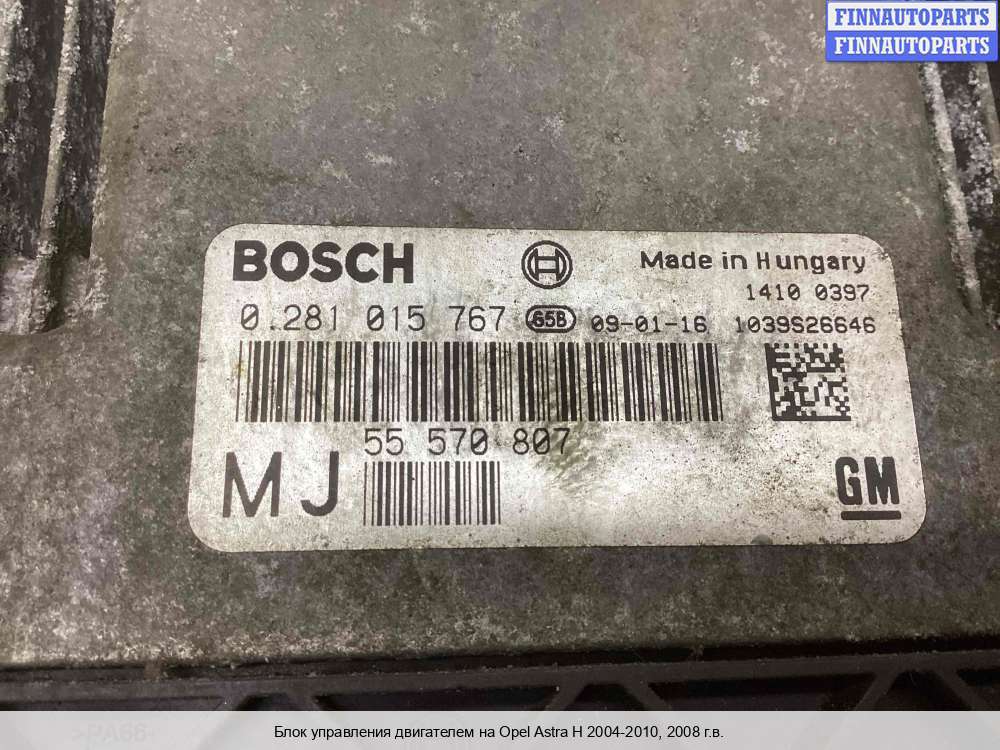 FINNAUTOPARTS
FINNAUTOPARTS
BOSCH Made in Hungary
1410 0397
0.281 015 767 65B 09-01-16 1039S26646
55 570 807
MJ GM
>PA66-
Блок управления двигателем на Opel Astra H 2004-2010, 2008 г.в.